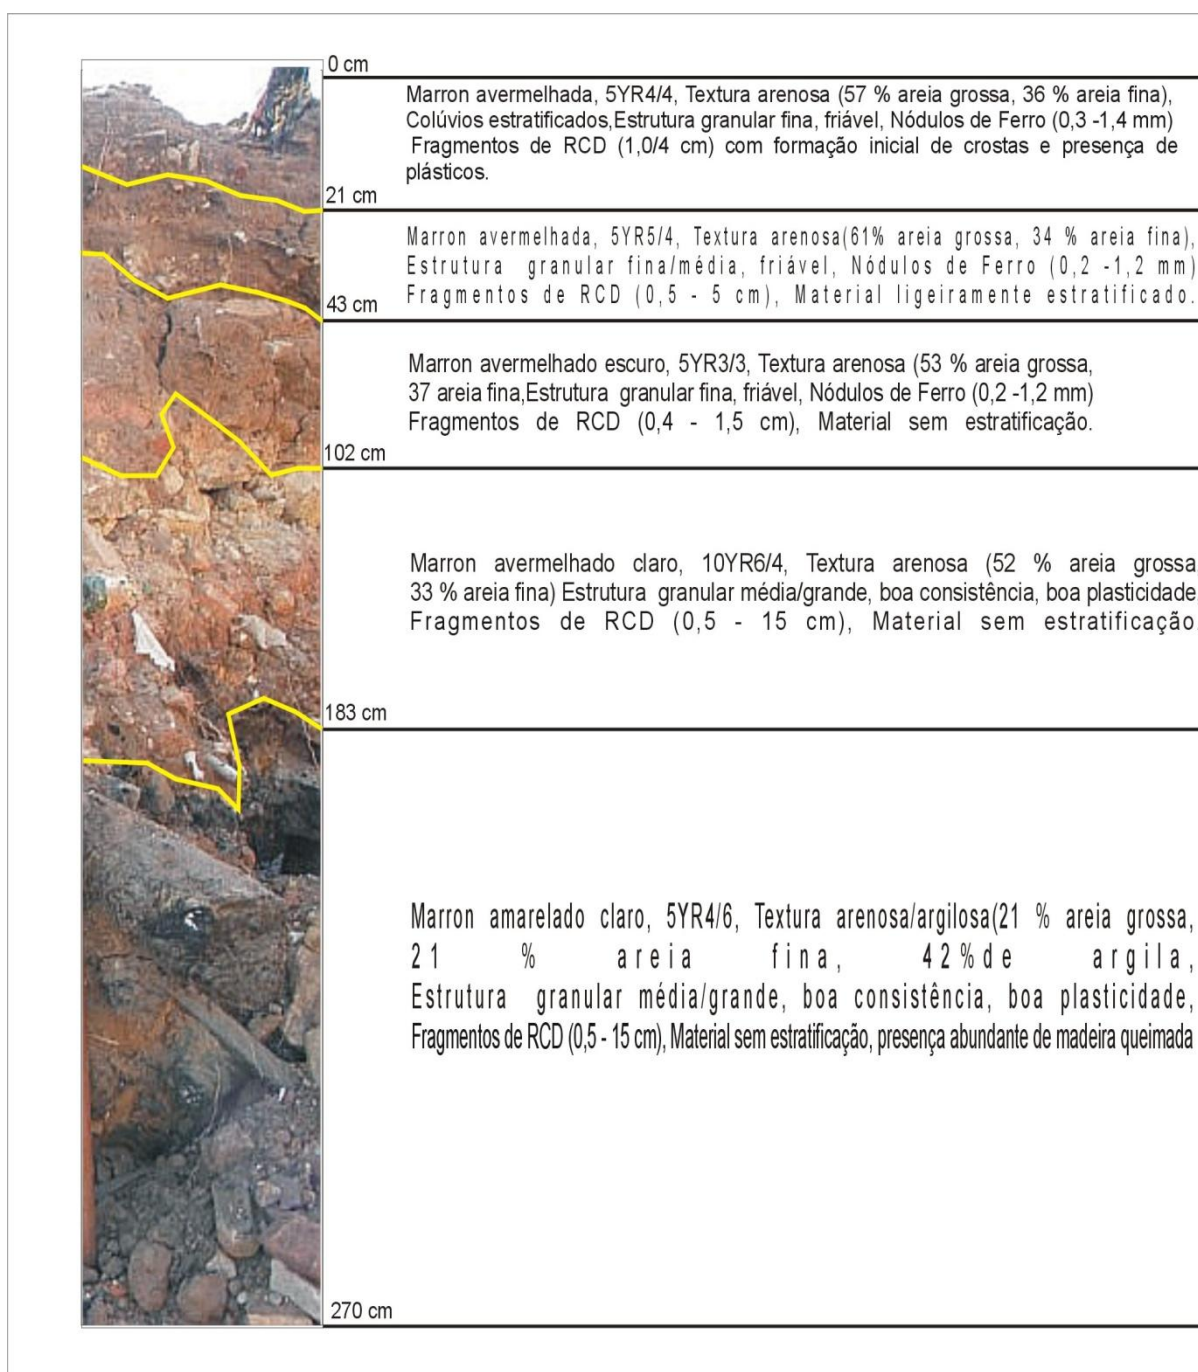 0 cm
Marron avermelhada, 5YR4/4, Textura arenosa (57 % areia grossa, 36 % areia fina),
Colúvios estratificados,Estrutura granular fina, friável, Nódulos de Ferro (0,3 -1,4 mm)
Fragmentos de RCD (1,0/4 cm) com formação inicial de crostas e presença de
plásticos.
21 cm
Marron avermelhada, 5YR5/4, Textura arenosa(61% areia grossa, 34 % areia fina),
Estrutura granular fina/média, friável, Nódulos de Ferro (0,2 -1,2 mm)
Fragmentos de RCD (0,5 - 5 cm), Material ligeiramente estratificado.
43 cm
Marron avermelhado escuro, 5YR3/3, Textura arenosa (53 % areia grossa,
37 areia fina,Estrutura granular fina, friável, Nódulos de Ferro (0,2 -1,2 mm)
Fragmentos de RCD (0,4 - 1,5 cm), Material sem estratificação.
102 cm
Marron avermelhado claro, 10YR6/4, Textura arenosa (52 % areia grossa,
33 % areia fina) Estrutura granular média/grande, boa consistência, boa plasticidade,
Fragmentos de RCD (0,5 - 15 cm), Material sem estratificação.
183 cm
Marron amarelado claro, 5YR4/6, Textura arenosa/argilosa(21 % areia grossa,
21 % areia fina, 42%de argila,
Estrutura granular média/grande, boa consistência, boa plasticidade,
Fragmentos de RCD (0,5 - 15 cm), Material sem estratificação, presença abundante de madeira queimada
270 cm